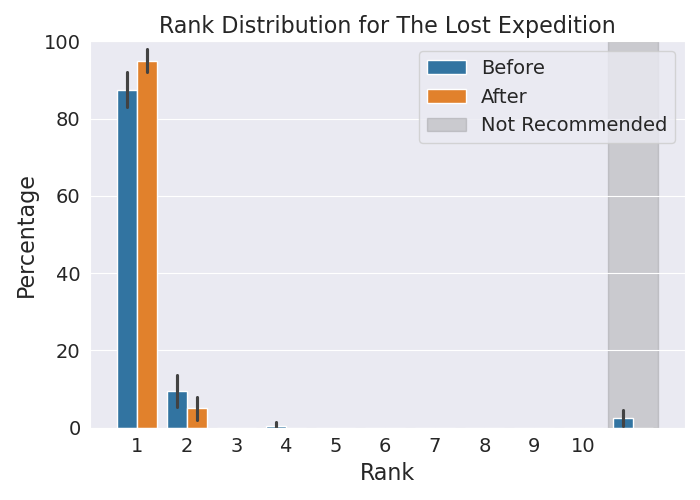 Rank Distribution for The Lost Expedition
Before
After
Not Recommended
Percentage
100
80
60
40
20
0
1 2 3 4 5 6 7 8 9 10
Rank